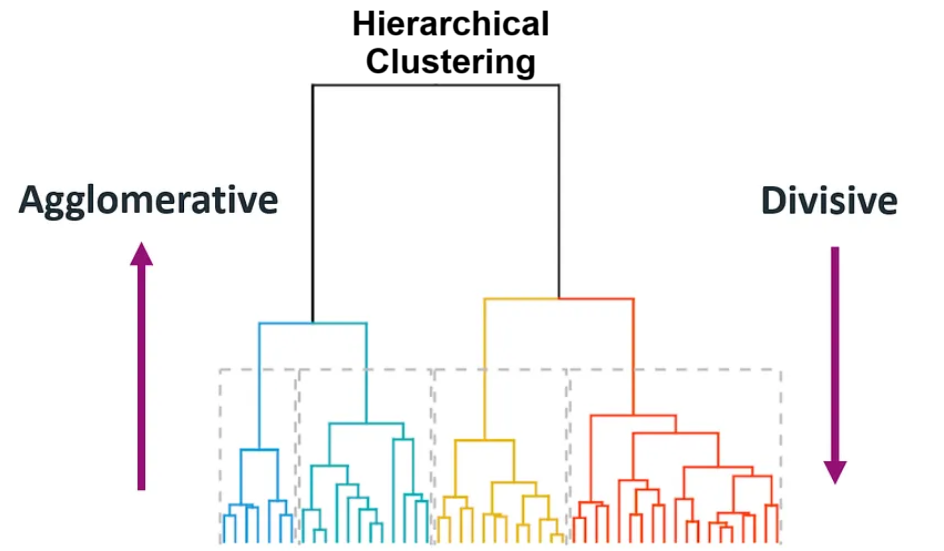 Hierarchical
Clustering
Agglomerative
Divisive